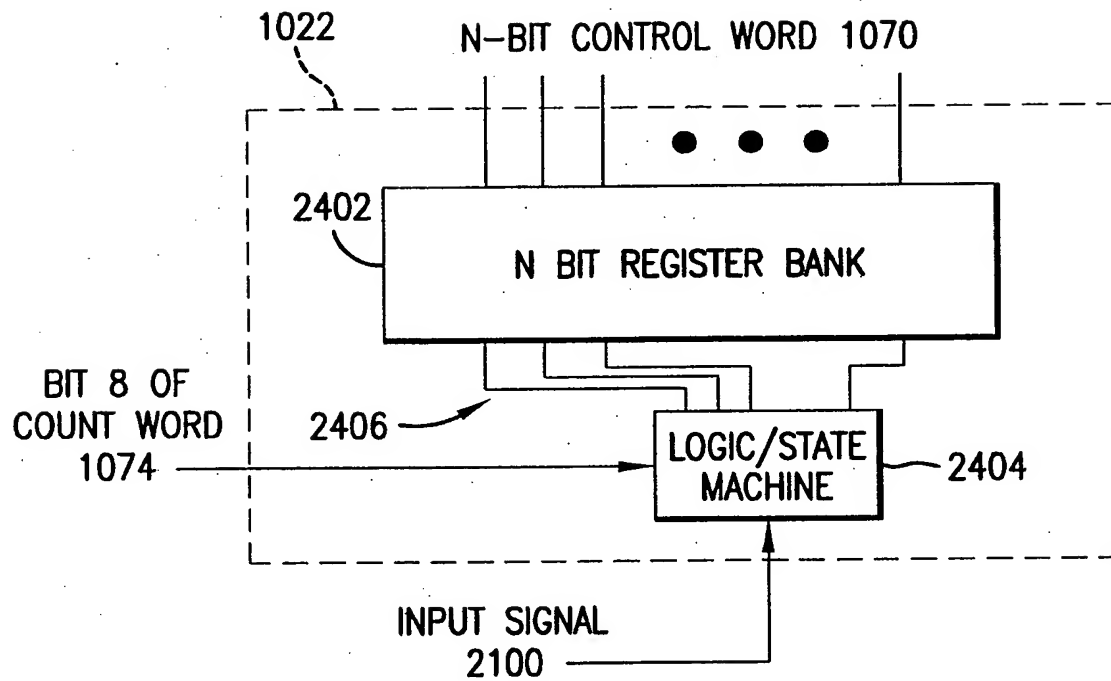 1022
N-BIT CONTROL WORD 1070
2402
N BIT REGISTER BANK
BIT 8 OF
COUNT WORD
1074
2406
LOGIC/STATE
MACHINE
2404
INPUT SIGNAL
2100